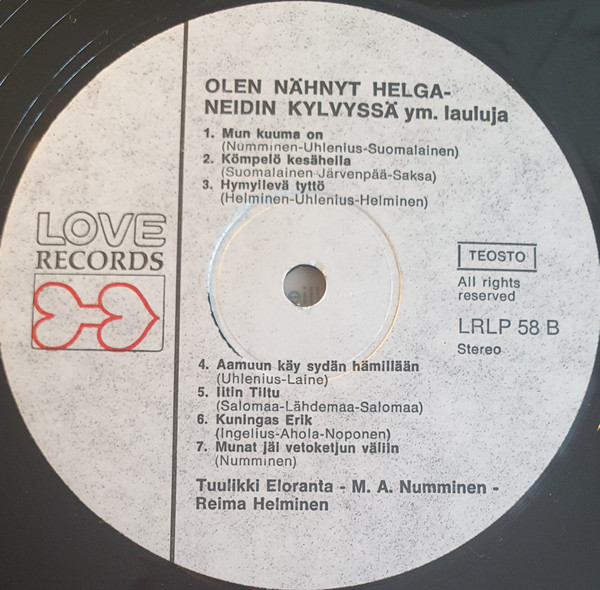 OLEN NÄHNYT HELGA-
NEIDIN KYLVYSSÄ ym. lauluja
1. Mun kuuma on
(Numminen-Uhlenius-Suomalainen)
2. Kömpelö kesähella
(Suomalainen-Järvenpää-Saksa)
3. Hymyilevä tyttö
(Helminen-Uhlenius-Helminen)
LOVE
RECORDS
TEOSTO
All rights
reserved
LRLP 58 B
Stereo
4. Aamuun käy sydän hämillään
(Uhlenius-Laine)
5. Iitin Tiltu
(Salomaa-Lähdemaa-Salomaa)
6. Kuningas Erik
(Ingelius-Ahola-Noponen)
7. Munat jäi vetoketjun väliin
(Numminen)
Tuulikki Eloranta - M. A. Numminen -
Reima Helminen